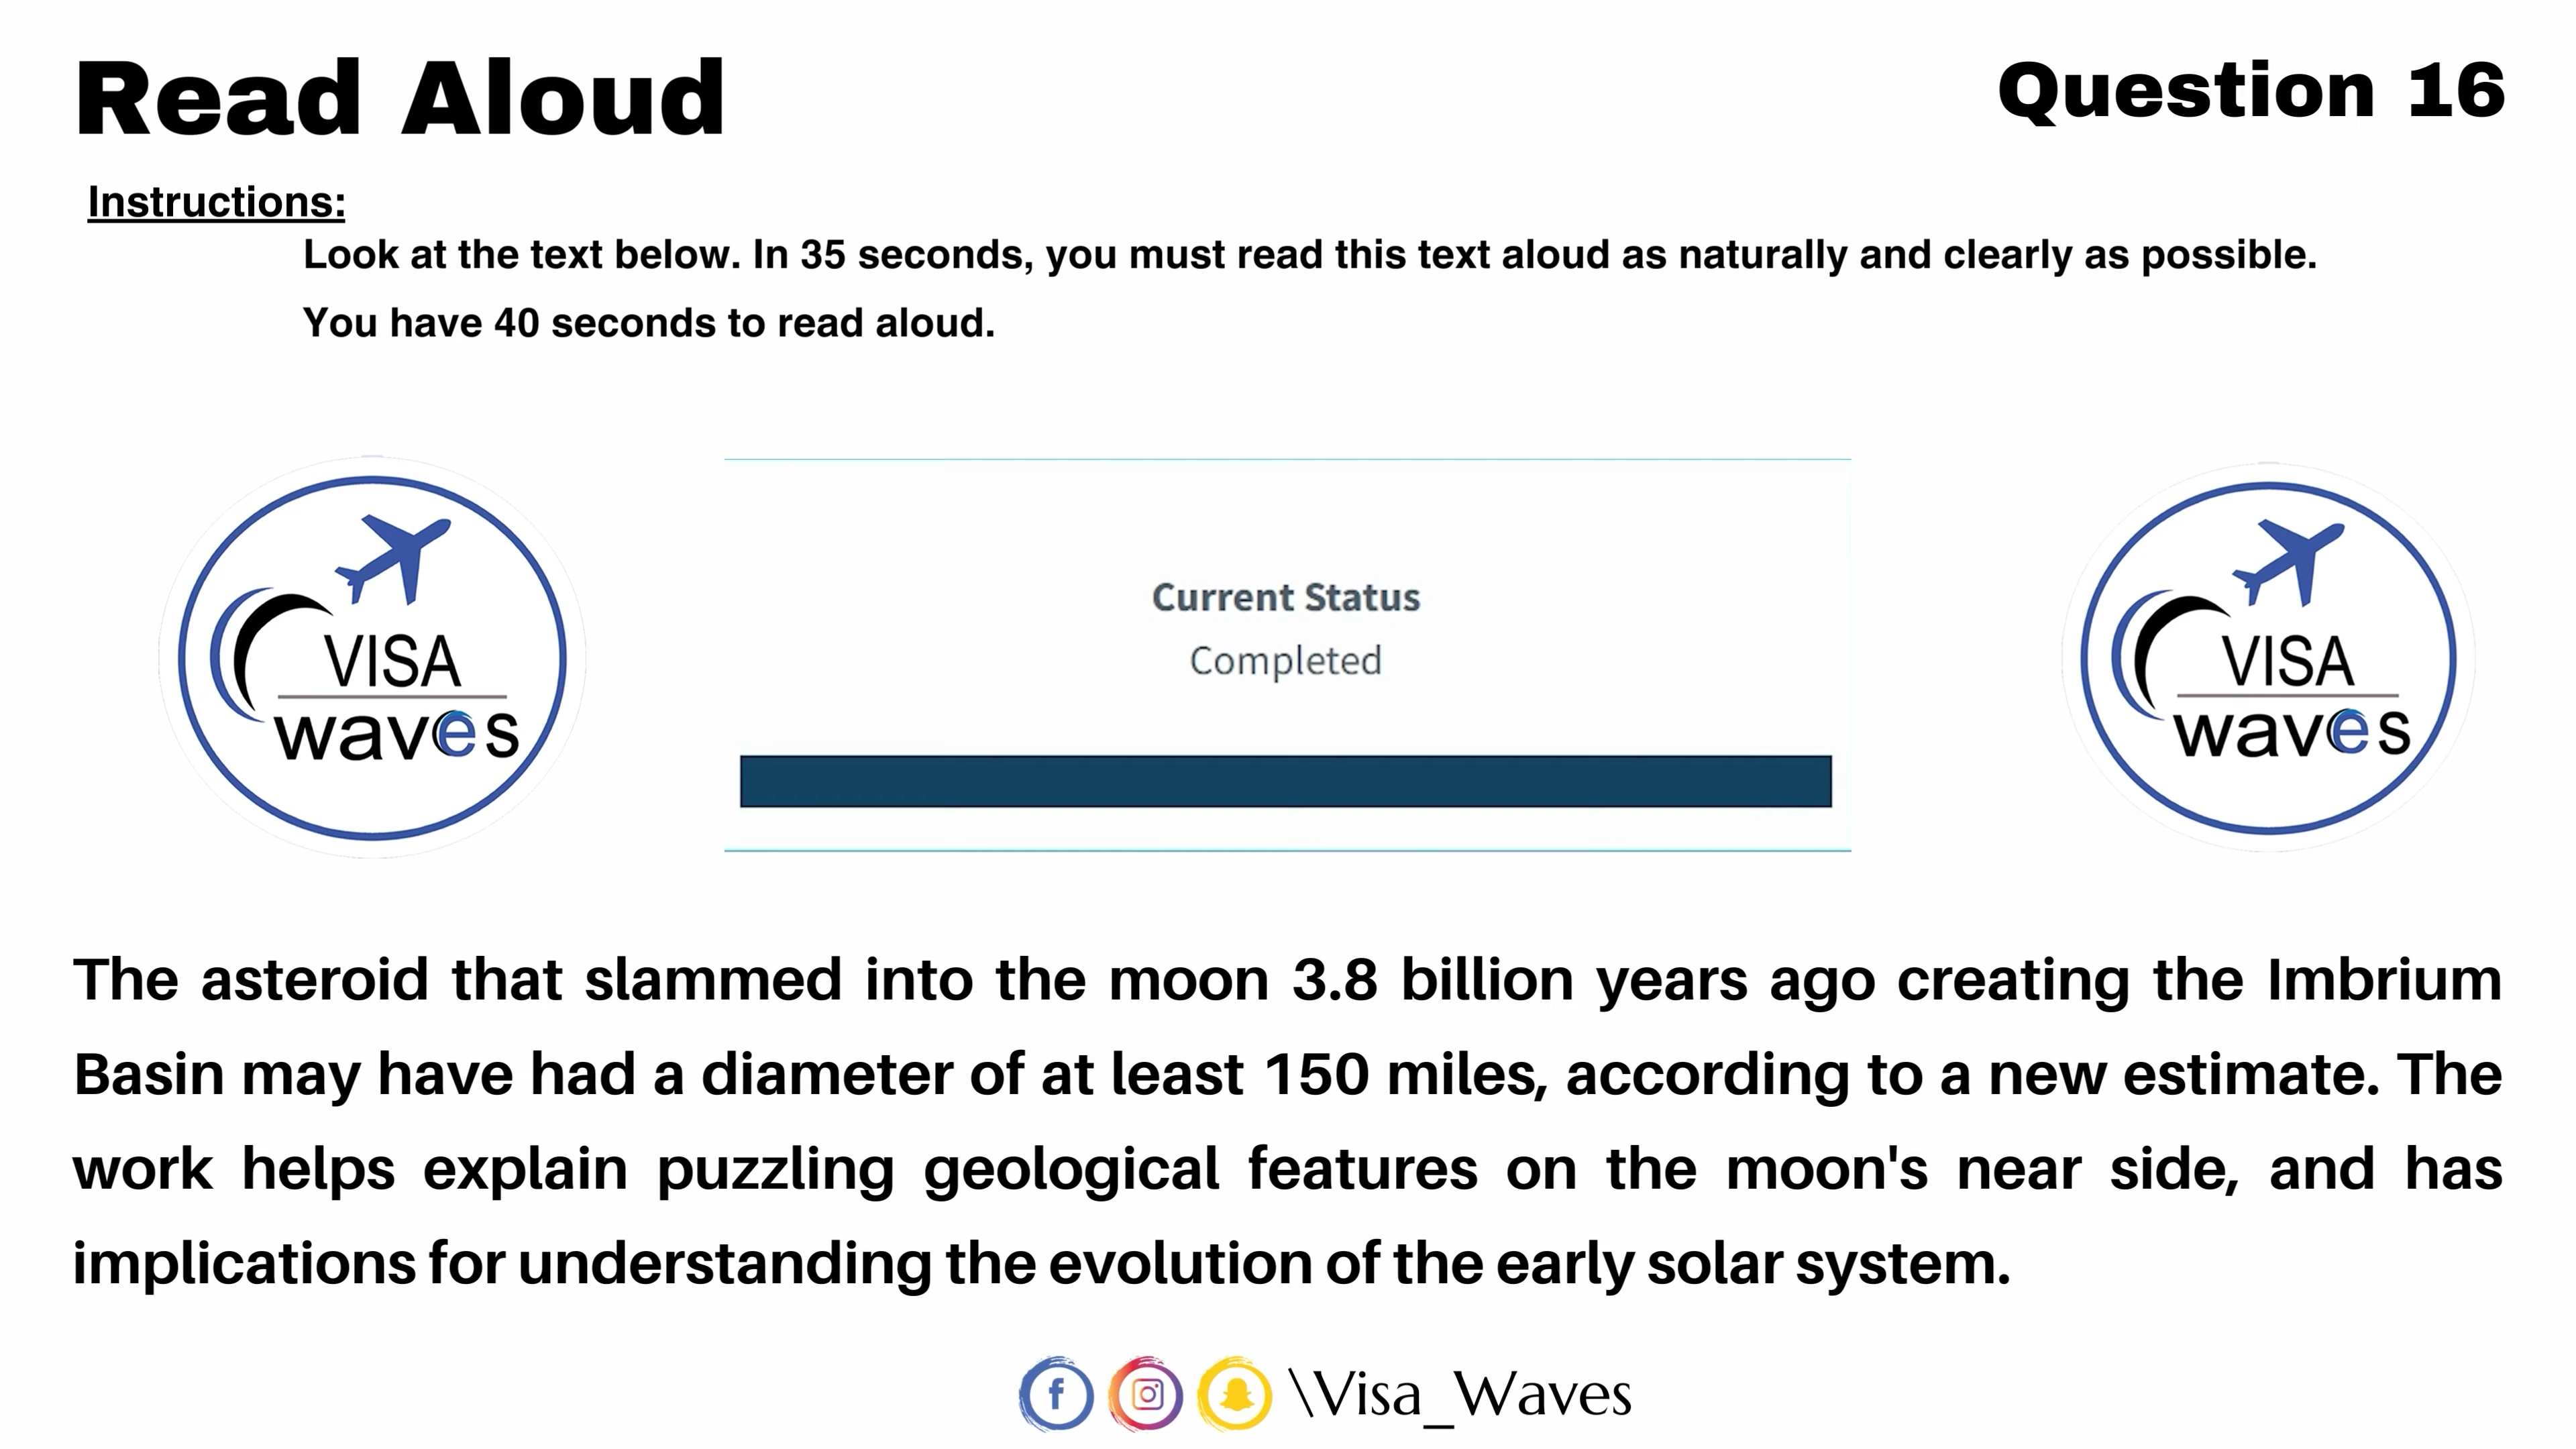 Read Aloud
Question 16
Instructions:
Look at the text below. In 35 seconds, you must read this text aloud as naturally and clearly as possible.
You have 40 seconds to read aloud.
VISA
waves
Current Status
Completed
VISA
waves
The asteroid that slammed into the moon 3.8 billion years ago creating the Imbrium
Basin may have had a diameter of at least 150 miles, according to a new estimate. The
work helps explain puzzling geological features on the moon's near side, and has
implications for understanding the evolution of the early solar system.
\Visa_Waves